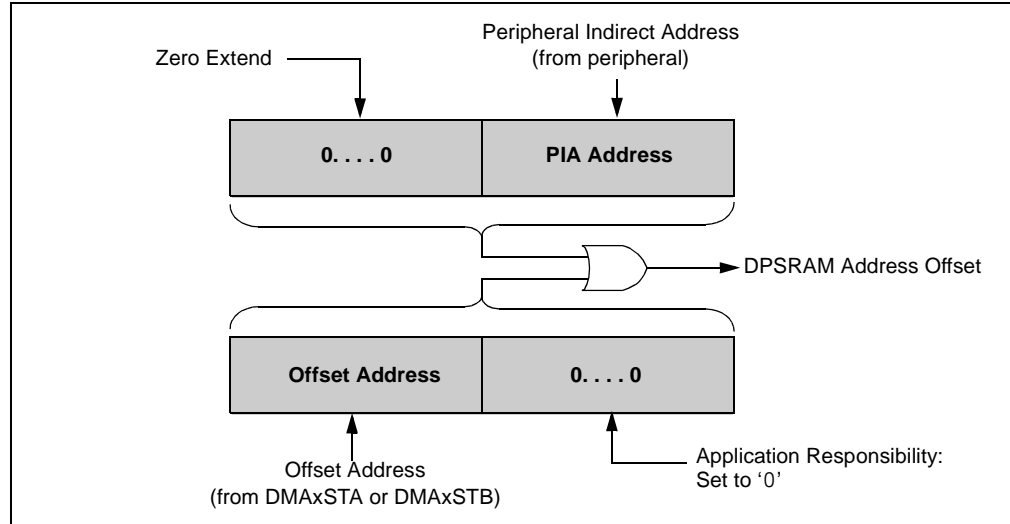 Peripheral Indirect Address
(from peripheral)
Zero Extend
0. . . . 0
PIA Address
DPSRAM Address Offset
Offset Address
0. . . . 0
Offset Address
(from DMAxSTA or DMAxSTB)
Application Responsibility:
Set to ‘0’